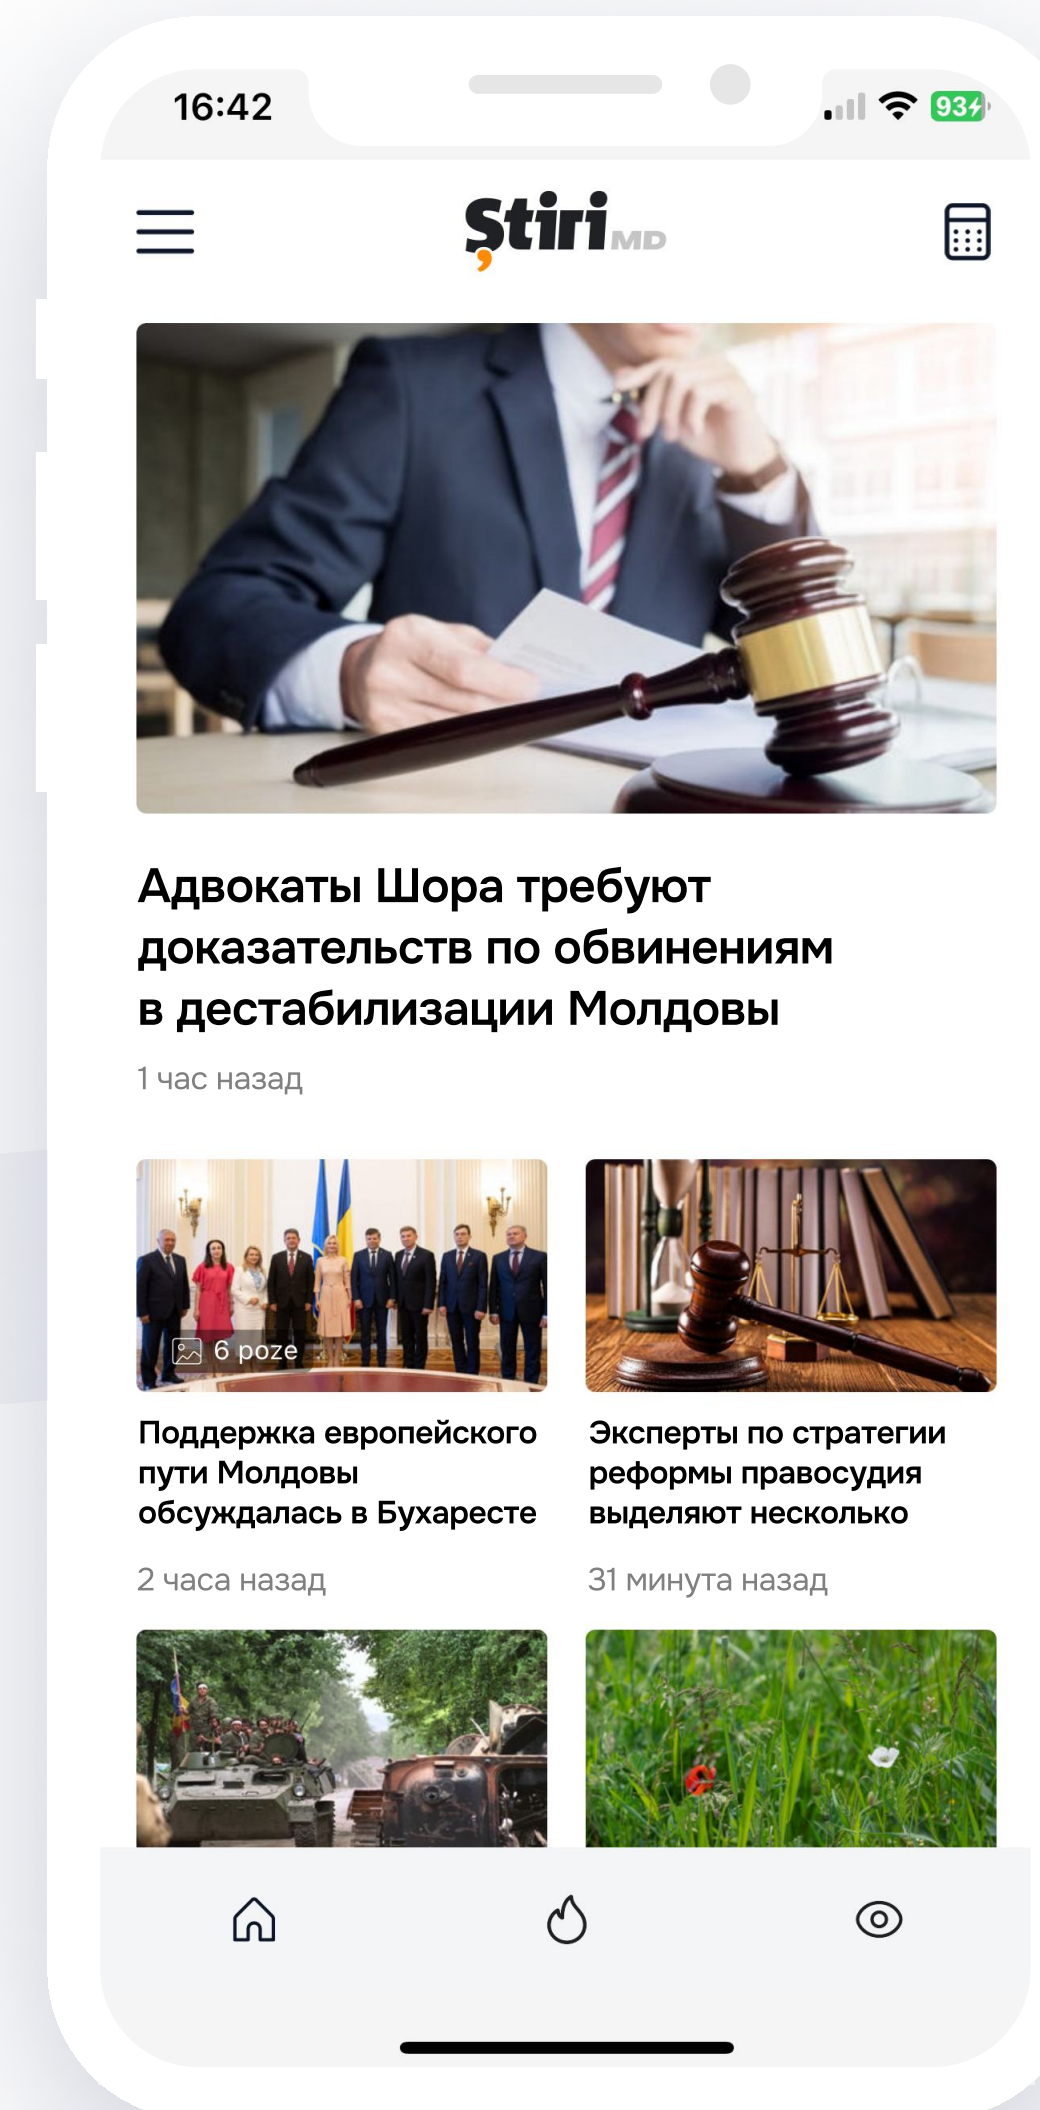 16:42
93
Știri MD
Адвокаты Шора требуют
доказательств по обвинениям
в дестабилизации Молдовы
1 час назад
6 poze
Поддержка европейского
пути Молдовы
обсуждалась в Бухаресте
2 часа назад
Эксперты по стратегии
реформы правосудия
выделяют несколько
31 минута назад